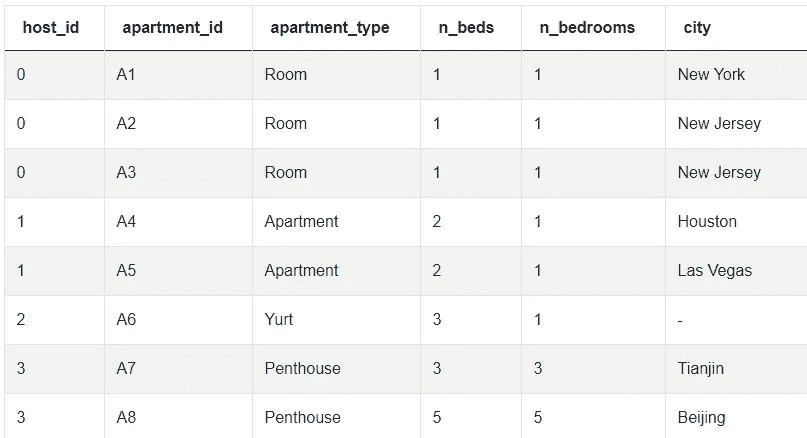 host_id apartment_id apartment_type n_beds n_bedrooms city
0 A1 Room 1 1 New York
0 A2 Room 1 1 New Jersey
0 A3 Room 1 1 New Jersey
1 A4 Apartment 2 1 Houston
1 A5 Apartment 2 1 Las Vegas
2 A6 Yurt 3 1 -
3 A7 Penthouse 3 3 Tianjin
3 A8 Penthouse 5 5 Beijing